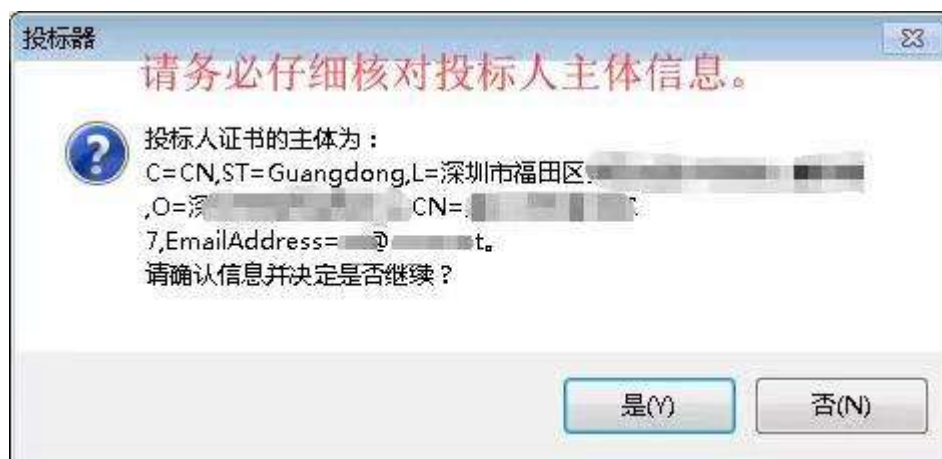 投标器
请务必仔细核对投标人主体信息。
投标人证书的主体为：
C=CN,ST=Guangdong,L=深圳市福田区
,O=深 CN=
7,EmailAddress= @ t。
请确认信息并决定是否继续？
是(Y) 否(N)